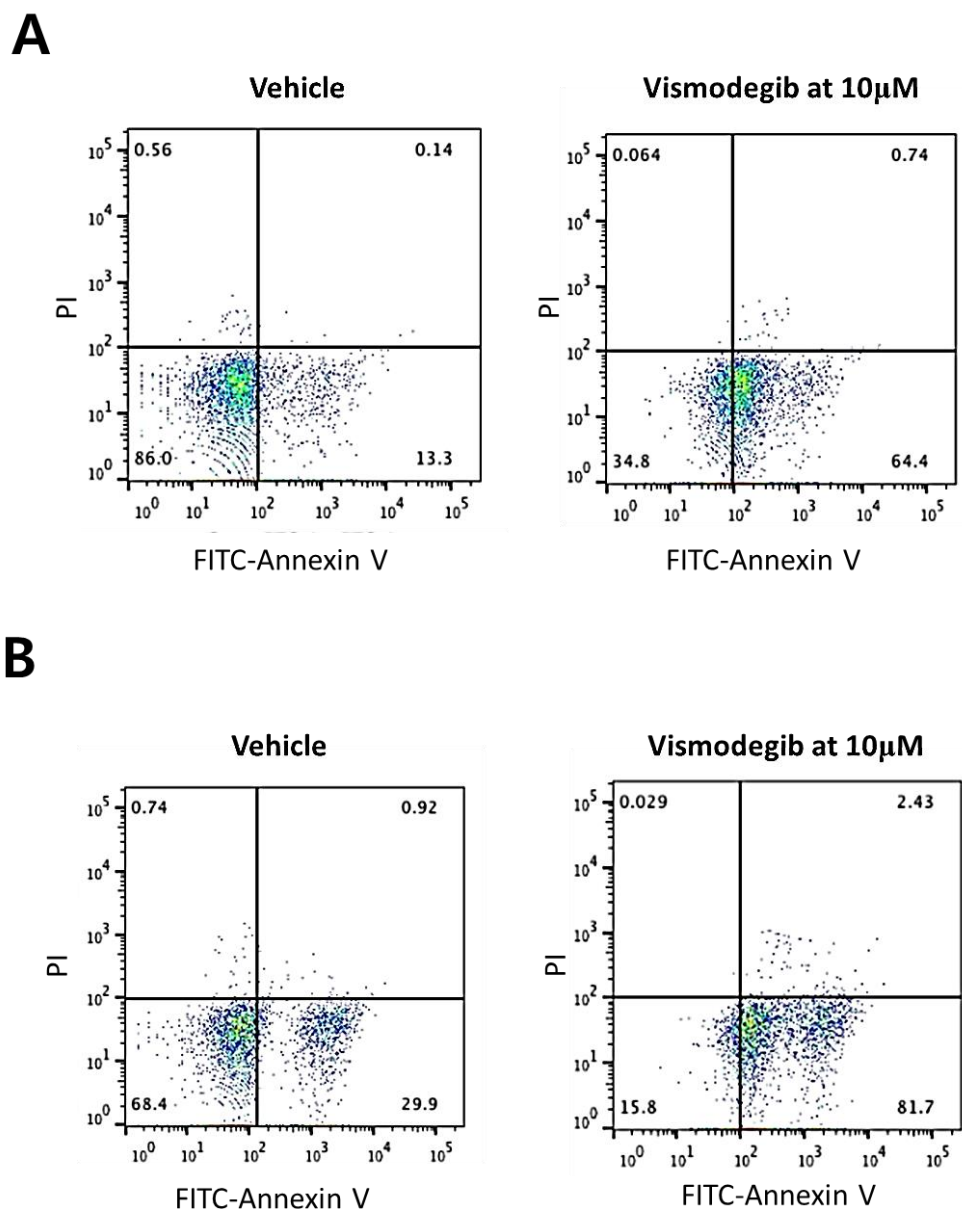 A
Vehicle
Vismodegib at 10μM
10⁵ 0.56 0.14
10⁴
10³
10²
10¹
10⁰ 86.0 13.3
10⁰ 10¹ 10² 10³ 10⁴ 10⁵
PI
FITC-Annexin V
10⁵ 0.064 0.74
10⁴
10³
10²
10¹
10⁰ 34.8 64.4
10⁰ 10¹ 10² 10³ 10⁴ 10⁵
PI
FITC-Annexin V
B
Vehicle
Vismodegib at 10μM
10⁵ 0.74 0.92
10⁴
10³
10²
10¹
10⁰ 68.4 29.9
10⁰ 10¹ 10² 10³ 10⁴ 10⁵
PI
FITC-Annexin V
10⁵ 0.029 2.43
10⁴
10³
10²
10¹
10⁰ 15.8 81.7
10⁰ 10¹ 10² 10³ 10⁴ 10⁵
PI
FITC-Annexin V